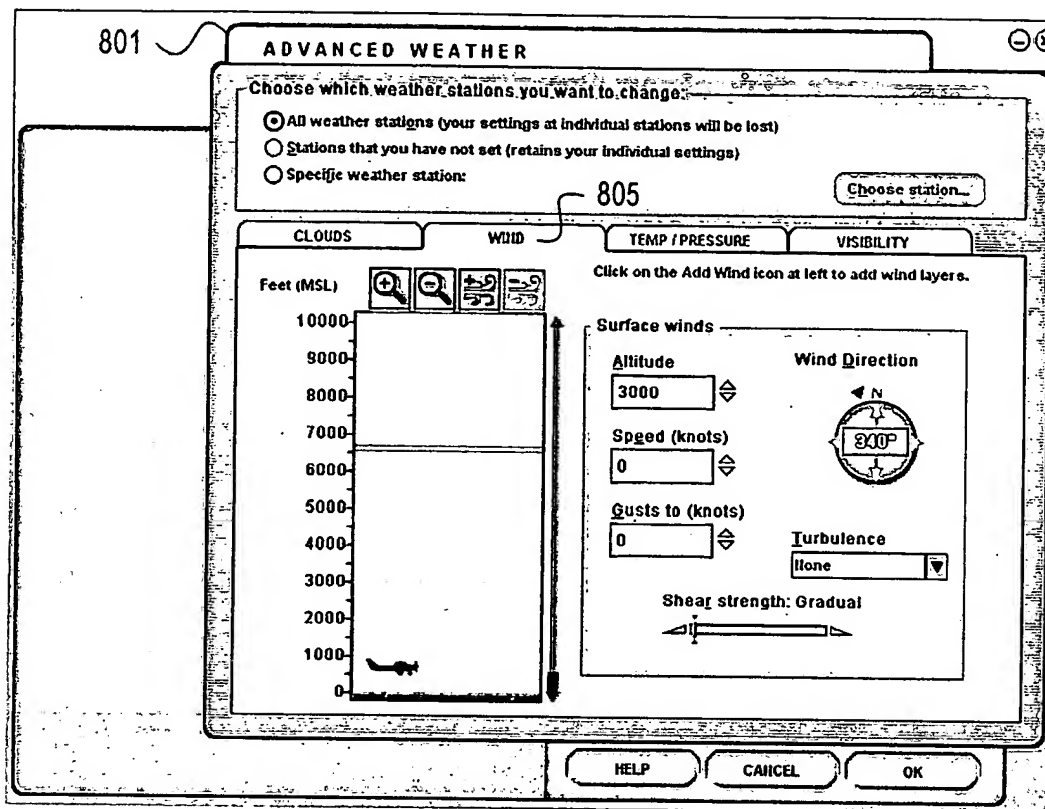 801
ADVANCED WEATHER
Choose which weather stations you want to change:
All weather stations (your settings at individual stations will be lost)
Stations that you have not set (retains your individual settings)
Specific weather station:
Choose station...
805
CLOUDS
WIND
TEMP / PRESSURE
VISIBILITY
Click on the Add Wind icon at left to add wind layers.
Feet (MSL)
10000
9000
8000
7000
6000
5000
4000
3000
2000
1000
0
Surface winds
Altitude
3000
Wind Direction
N
340°
Speed (knots)
0
Gusts to (knots)
0
Turbulence
None
Shear strength: Gradual
HELP
CANCEL
OK